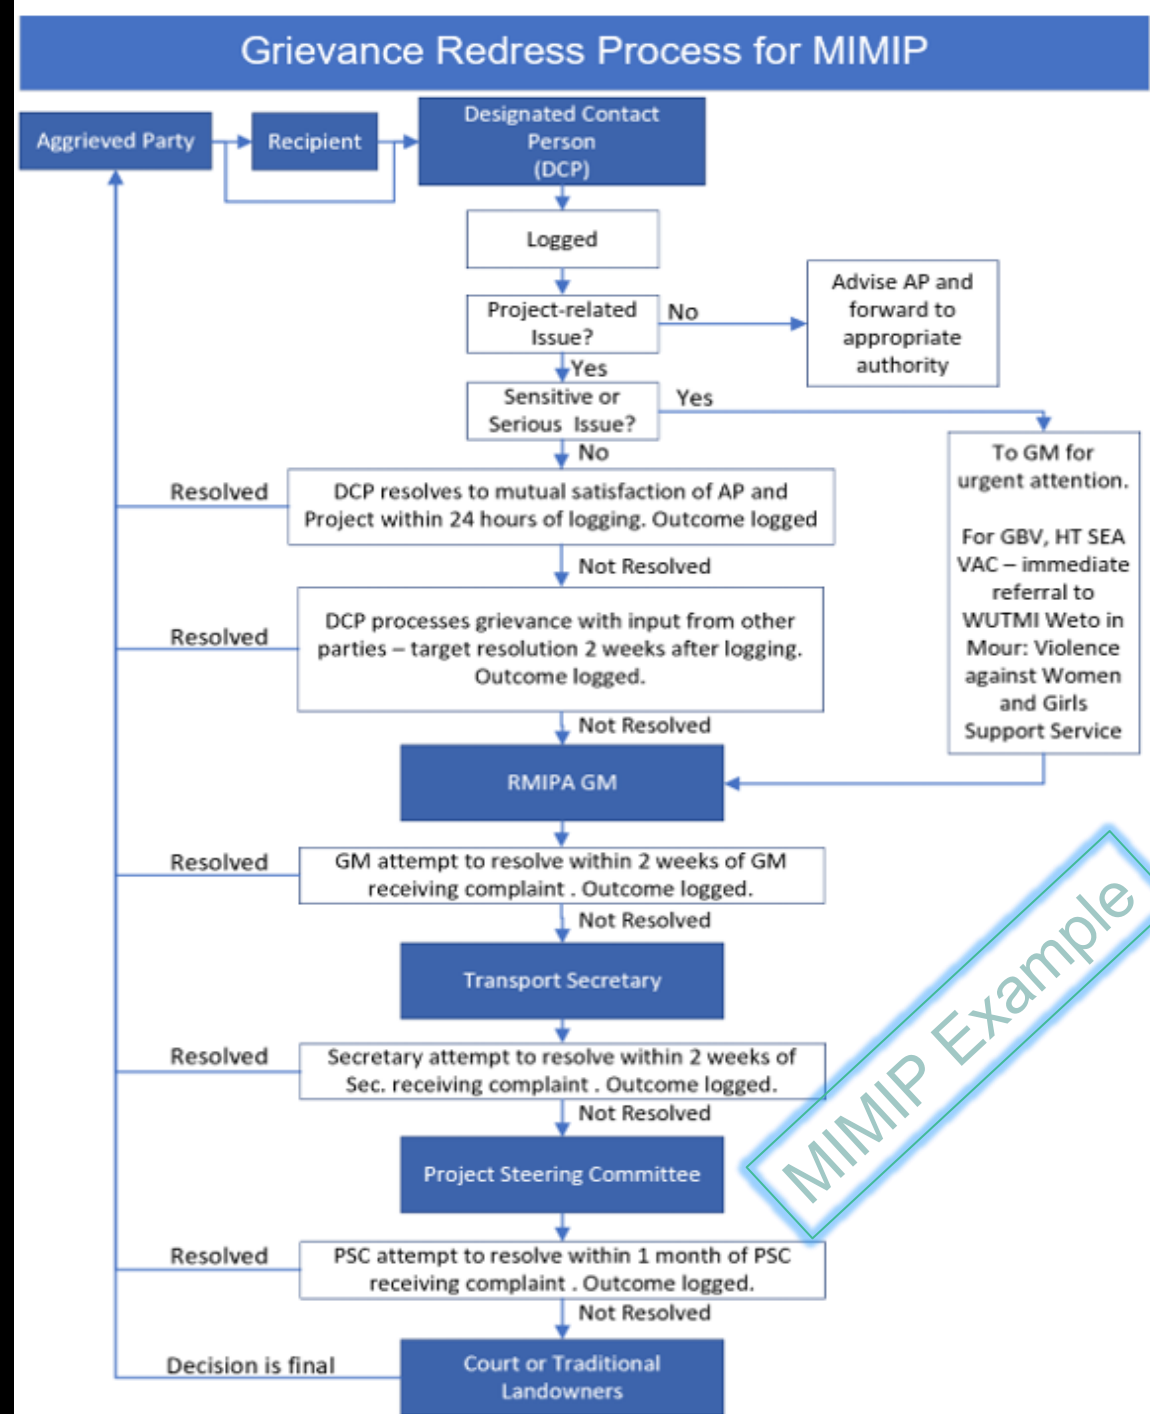 Grievance Redress Process for MIMIP
Aggrieved Party
Recipient
Designated Contact
Person
(DCP)
Logged
Project-related
Issue?
No
Advise AP and
forward to
appropriate
authority
Yes
Sensitive or
Serious Issue?
Yes
To GM for
urgent attention.
For GBV, HT SEA
VAC – immediate
referral to
WUTMI Weto in
Mour: Violence
against Women
and Girls
Support Service
No
Resolved
DCP resolves to mutual satisfaction of AP and
Project within 24 hours of logging. Outcome logged
Not Resolved
Resolved
DCP processes grievance with input from other
parties – target resolution 2 weeks after logging.
Outcome logged.
Not Resolved
RMIPA GM
Resolved
GM attempt to resolve within 2 weeks of GM
receiving complaint . Outcome logged.
Not Resolved
Transport Secretary
Resolved
Secretary attempt to resolve within 2 weeks of
Sec. receiving complaint . Outcome logged.
Not Resolved
Project Steering Committee
MIMIP Example
Resolved
PSC attempt to resolve within 1 month of PSC
receiving complaint . Outcome logged.
Not Resolved
Decision is final
Court or Traditional
Landowners